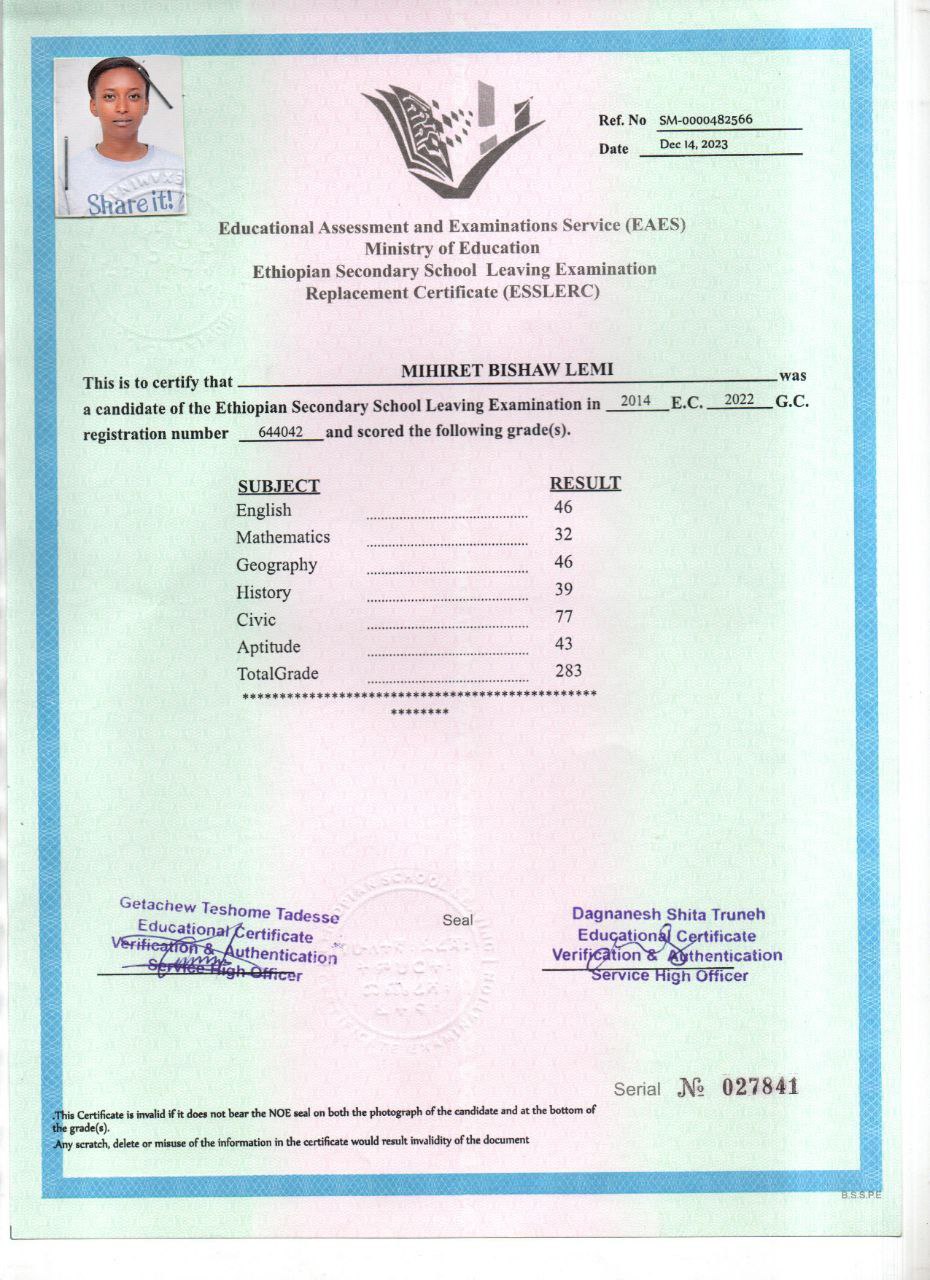 Share it!
Ref. No SM-0000482566
Date Dec 14, 2023
Educational Assessment and Examinations Service (EAES)
Ministry of Education
Ethiopian Secondary School Leaving Examination
Replacement Certificate (ESSLERC)
This is to certify that MIHIRET BISHAW LEMI was
a candidate of the Ethiopian Secondary School Leaving Examination in 2014 E.C. 2022 G.C.
registration number 644042 and scored the following grade(s).
SUBJECT RESULT
English 46
Mathematics 32
Geography 46
History 39
Civic 77
Aptitude 43
TotalGrade 283
************************************************
********
Getachew Teshome Tadesse
Educational Certificate
Verification & Authentication
Service High Officer
Seal
Dagnanesh Shita Truneh
Educational Certificate
Verification & Authentication
Service High Officer
Serial № 027841
.This Certificate is invalid if it does not bear the NOE seal on both the photograph of the candidate and at the bottom of
the grade(s).
.Any scratch, delete or misuse of the information in the certificate would result invalidity of the document
B.S.S.P.E